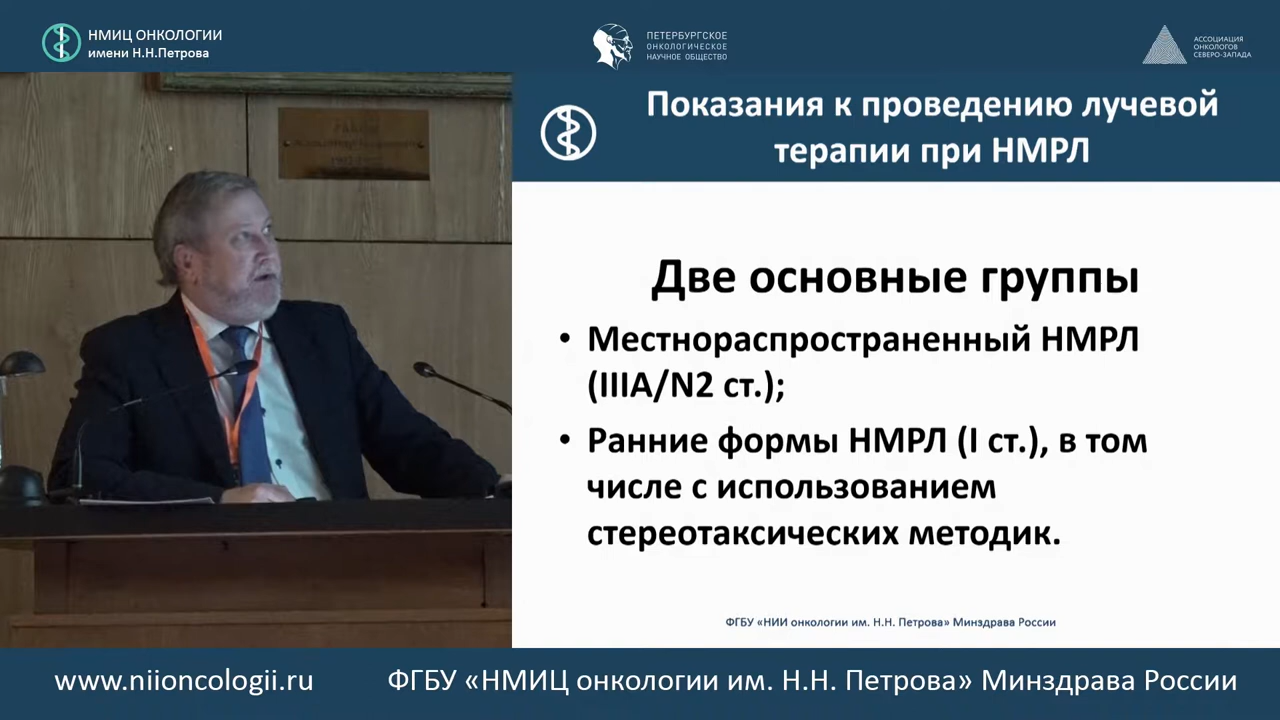 НМИЦ ОНКОЛОГИИ
имени Н.Н.Петрова
ПЕТЕРБУРГСКОЕ
ОНКОЛОГИЧЕСКОЕ
НАУЧНОЕ ОБЩЕСТВО
АССОЦИАЦИЯ
ОНКОЛОГОВ
СЕВЕРО-ЗАПАДА
Показания к проведению лучевой
терапии при НМРЛ
Две основные группы
• Местнораспространенный НМРЛ
(IIIA/N2 ст.);
• Ранние формы НМРЛ (I ст.), в том
числе с использованием
стереотаксических методик.
ФГБУ «НИИ онкологии им. Н.Н. Петрова» Минздрава России
www.niioncologii.ru
ФГБУ «НМИЦ онкологии им. Н.Н. Петрова» Минздрава России